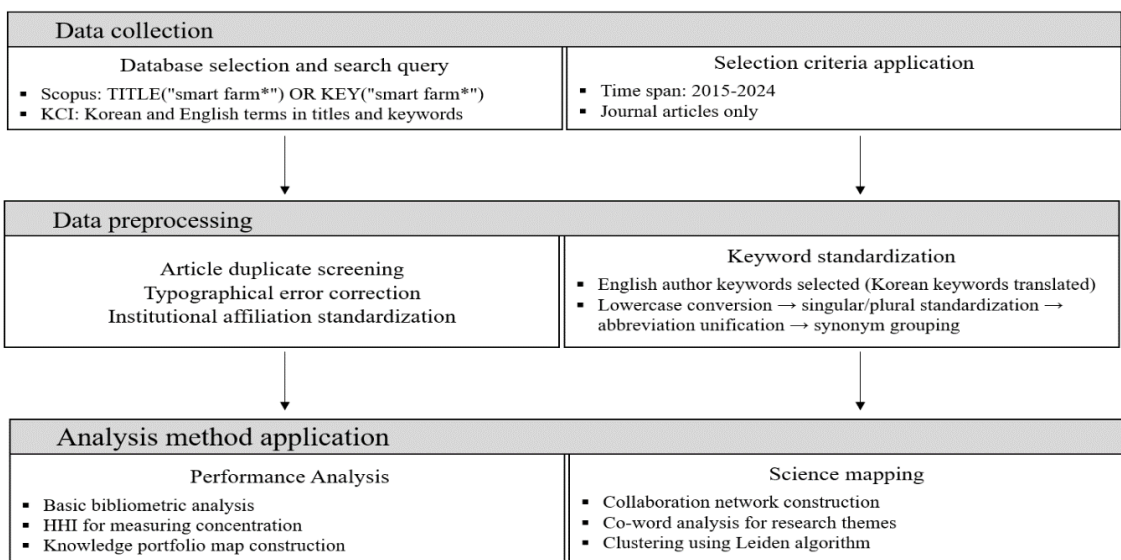 Data collection
Database selection and search query
▪ Scopus: TITLE("smart farm*") OR KEY("smart farm*")
▪ KCI: Korean and English terms in titles and keywords
Selection criteria application
▪ Time span: 2015-2024
▪ Journal articles only
Data preprocessing
Article duplicate screening
Typographical error correction
Institutional affiliation standardization
Keyword standardization
▪ English author keywords selected (Korean keywords translated)
▪ Lowercase conversion → singular/plural standardization →
abbreviation unification → synonym grouping
Analysis method application
Performance Analysis
▪ Basic bibliometric analysis
▪ HHI for measuring concentration
▪ Knowledge portfolio map construction
Science mapping
▪ Collaboration network construction
▪ Co-word analysis for research themes
▪ Clustering using Leiden algorithm